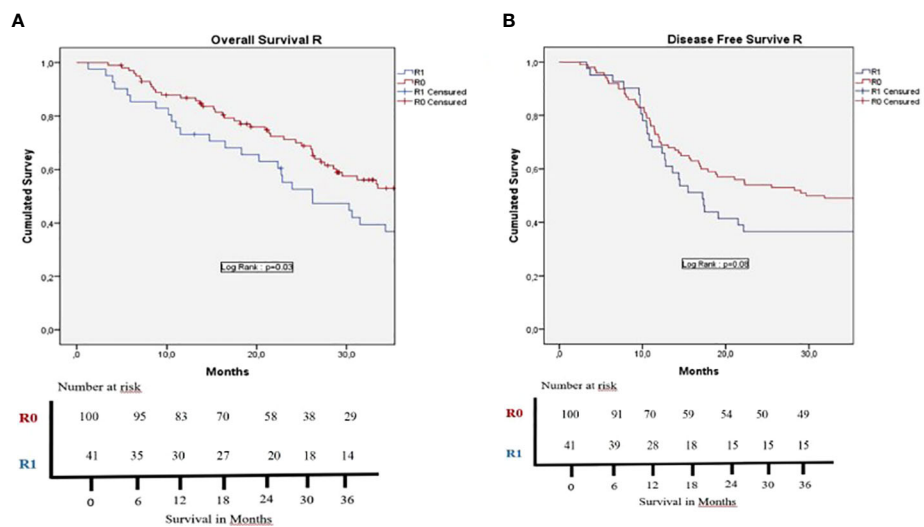 A
Overall Survival R
Cumulated Survey
1,0
0,8
0,6
0,4
0,2
0,0
R1
R0
R1 Censured
R0 Censured
Log Rank : p=0.03
,0 10,0 20,0 30,0
Months
Number at risk
R0 100 95 83 70 58 38 29
R1 41 35 30 27 20 18 14
0 6 12 18 24 30 36
Survival in Months
B
Disease Free Survive R
Cumulated Survey
1,0
0,8
0,6
0,4
0,2
0,0
R1
R0
R1 Censured
R0 Censured
Log Rank : p=0.08
,0 10,0 20,0 30,0
Months
Number at risk
R0 100 91 70 59 54 50 49
R1 41 39 28 18 15 15 15
0 6 12 18 24 30 36
Survival in Months